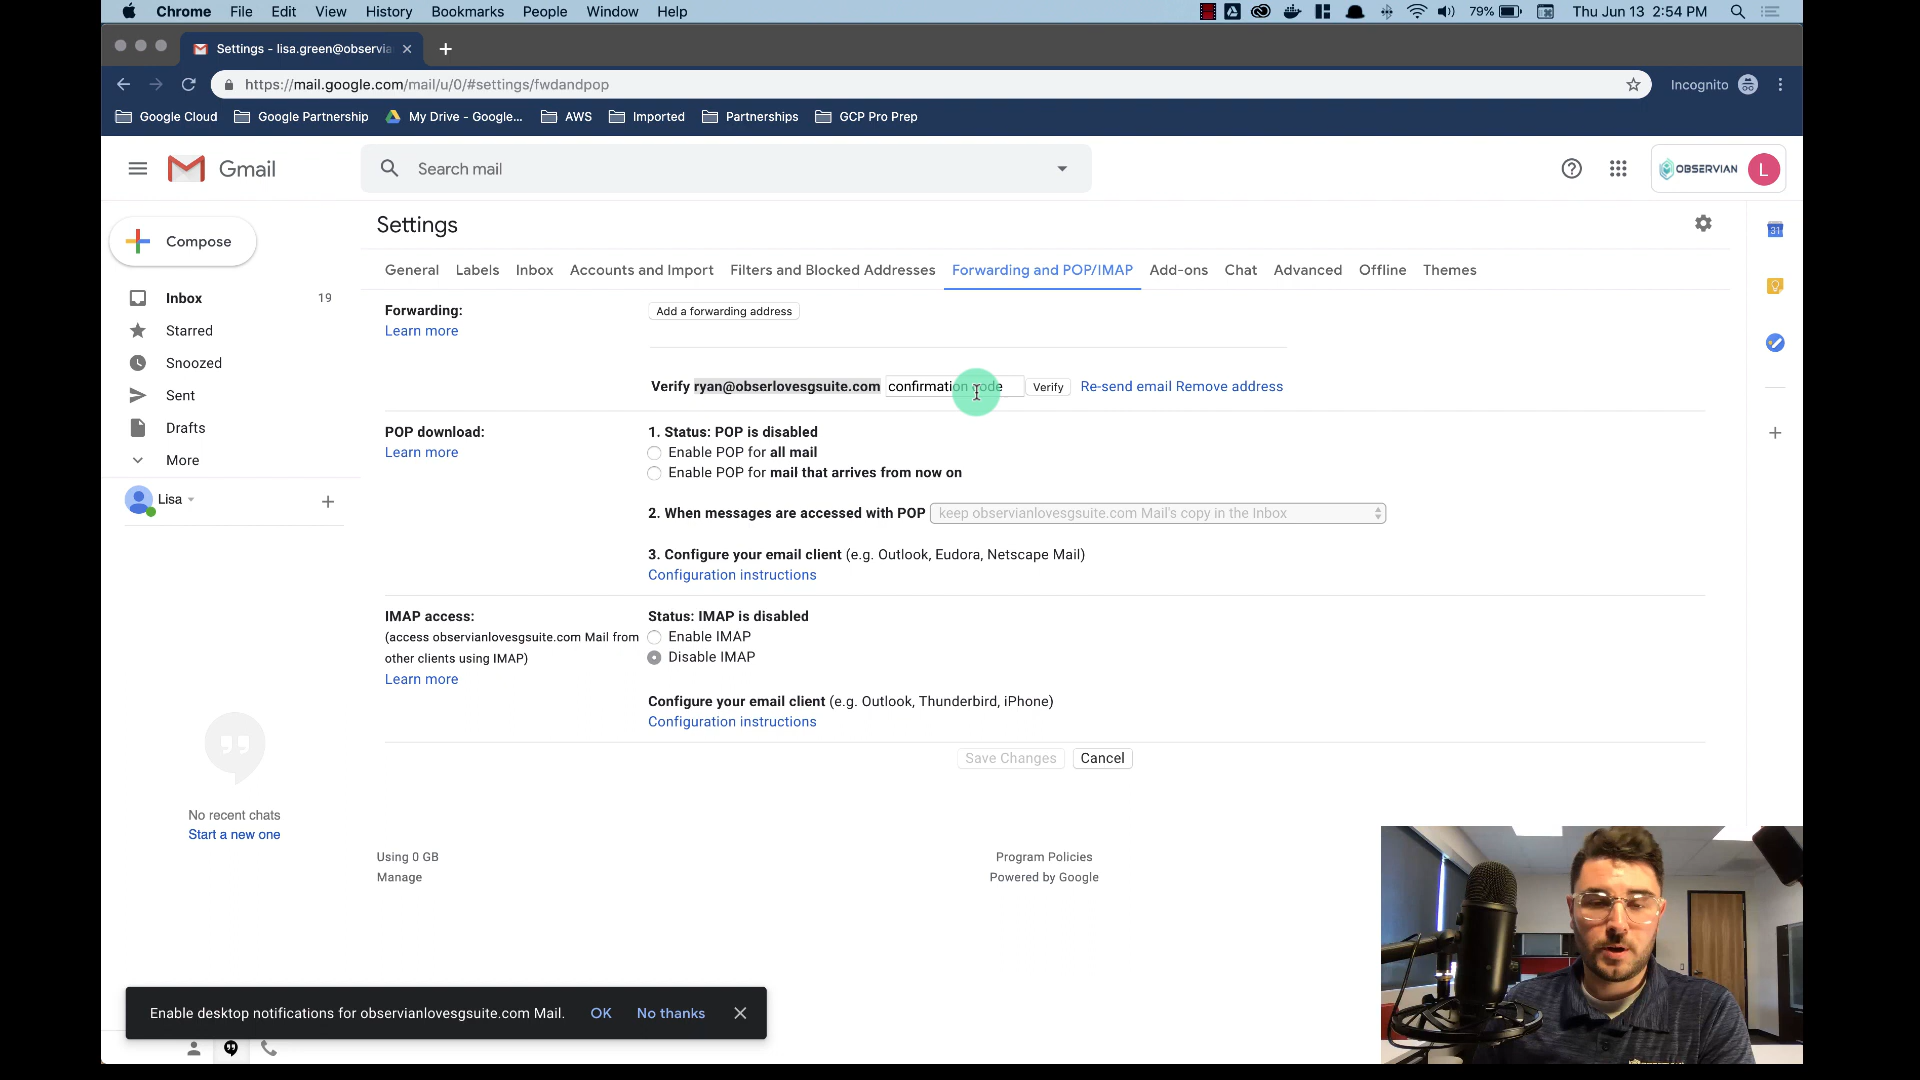 Chrome File Edit View History Bookmarks People Window Help 79% Thu Jun 13 2:54 PM
Settings - lisa.green@observia
https://mail.google.com/mail/u/0/#settings/fwdandpop Incognito
Google Cloud Google Partnership My Drive - Google... AWS Imported Partnerships GCP Pro Prep
Gmail Search mail OBSERVIAN L
Compose
Inbox 19
Starred
Snoozed
Sent
Drafts
More
Lisa
No recent chats
Start a new one
Settings
General Labels Inbox Accounts and Import Filters and Blocked Addresses Forwarding and POP/IMAP Add-ons Chat Advanced Offline Themes
Forwarding: Add a forwarding address
Learn more
Verify ryan@obserlovesgsuite.com confirmation code Verify Re-send email Remove address
POP download: 1. Status: POP is disabled
Learn more Enable POP for all mail
Enable POP for mail that arrives from now on
2. When messages are accessed with POP keep observianlovesgsuite.com Mail's copy in the Inbox
3. Configure your email client (e.g. Outlook, Eudora, Netscape Mail)
Configuration instructions
IMAP access: Status: IMAP is disabled
(access observianlovesgsuite.com Mail from Enable IMAP
other clients using IMAP) Disable IMAP
Learn more
Configure your email client (e.g. Outlook, Thunderbird, iPhone)
Configuration instructions
Save Changes Cancel
Using 0 GB Program Policies
Manage Powered by Google
Enable desktop notifications for observianlovesgsuite.com Mail. OK No thanks
31